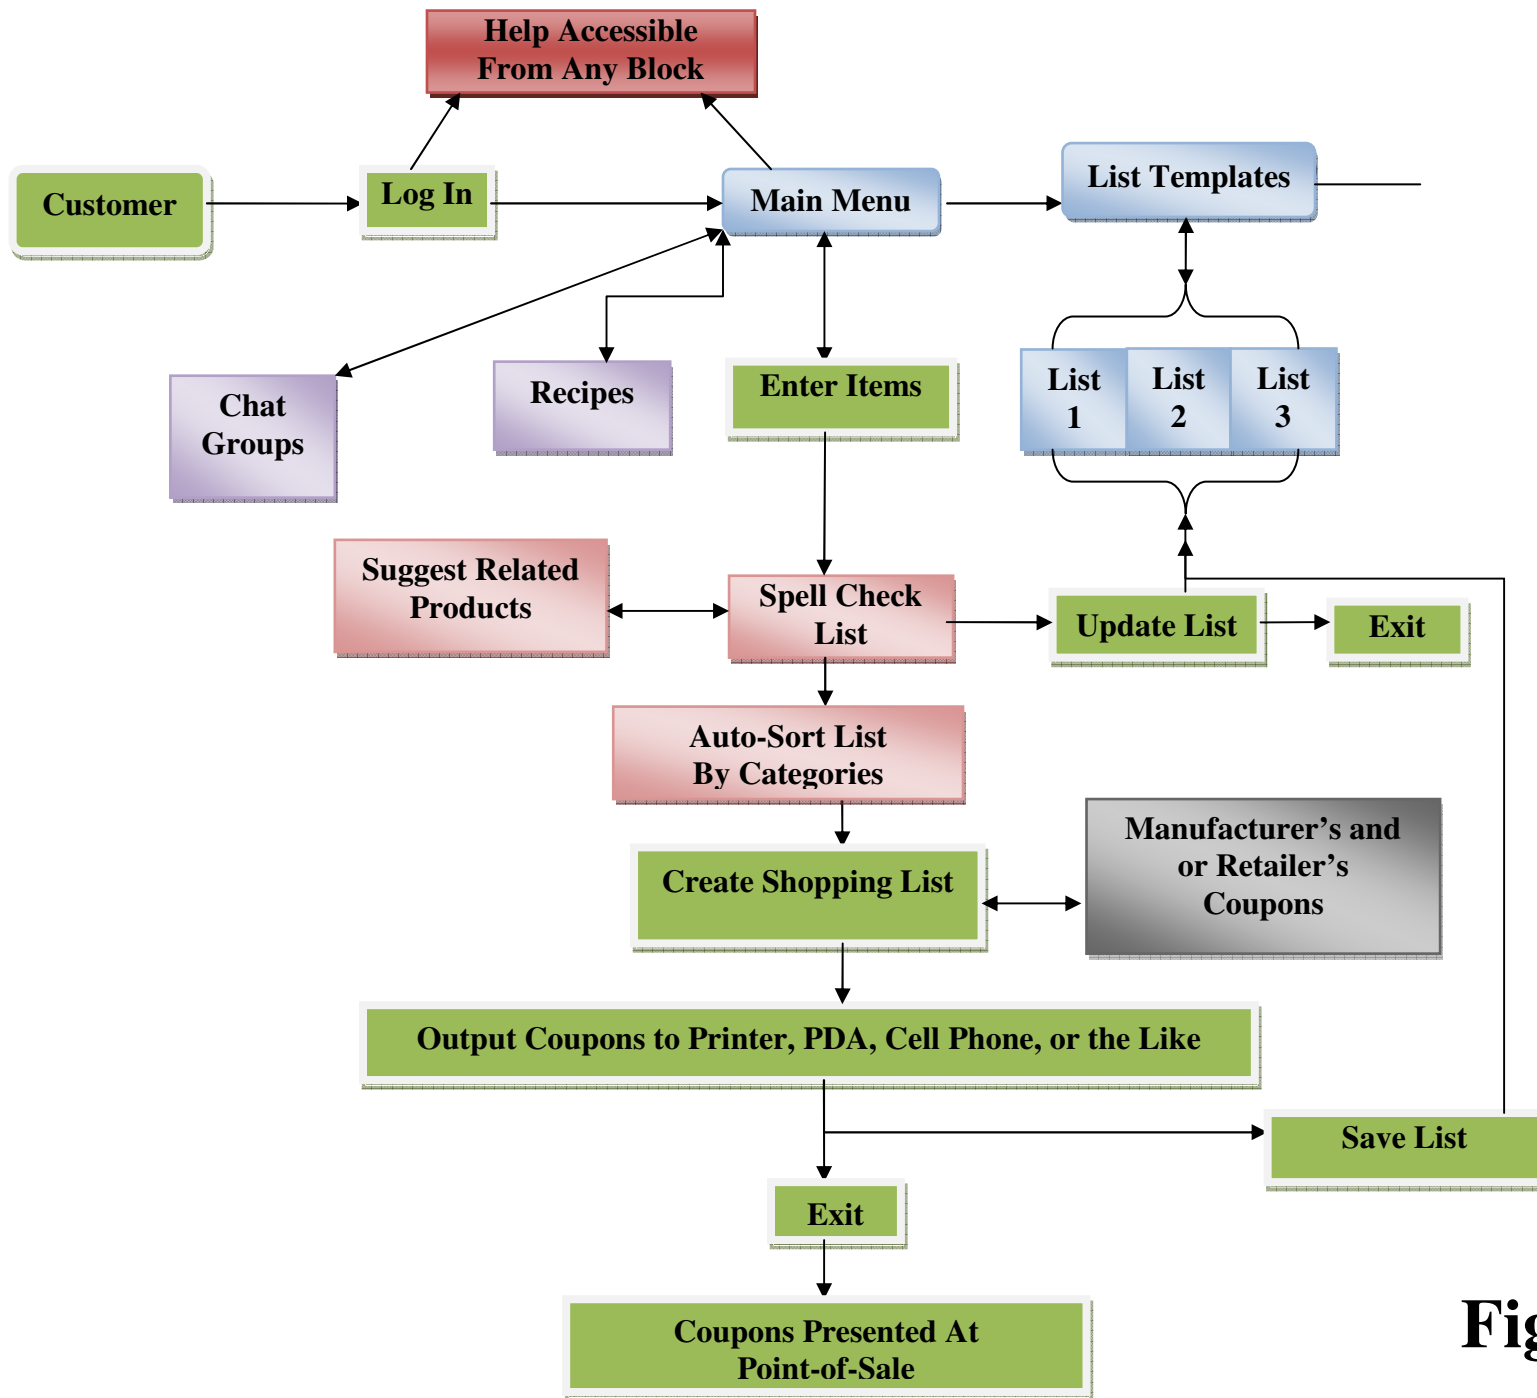 Help Accessible
From Any Block
Customer
Log In
Main Menu
List Templates
Chat
Groups
Recipes
Enter Items
List
1
List
2
List
3
Suggest Related
Products
Spell Check
List
Update List
Exit
Auto-Sort List
By Categories
Manufacturer’s and
or Retailer’s
Coupons
Create Shopping List
Output Coupons to Printer, PDA, Cell Phone, or the Like
Save List
Exit
Coupons Presented At
Point-of-Sale